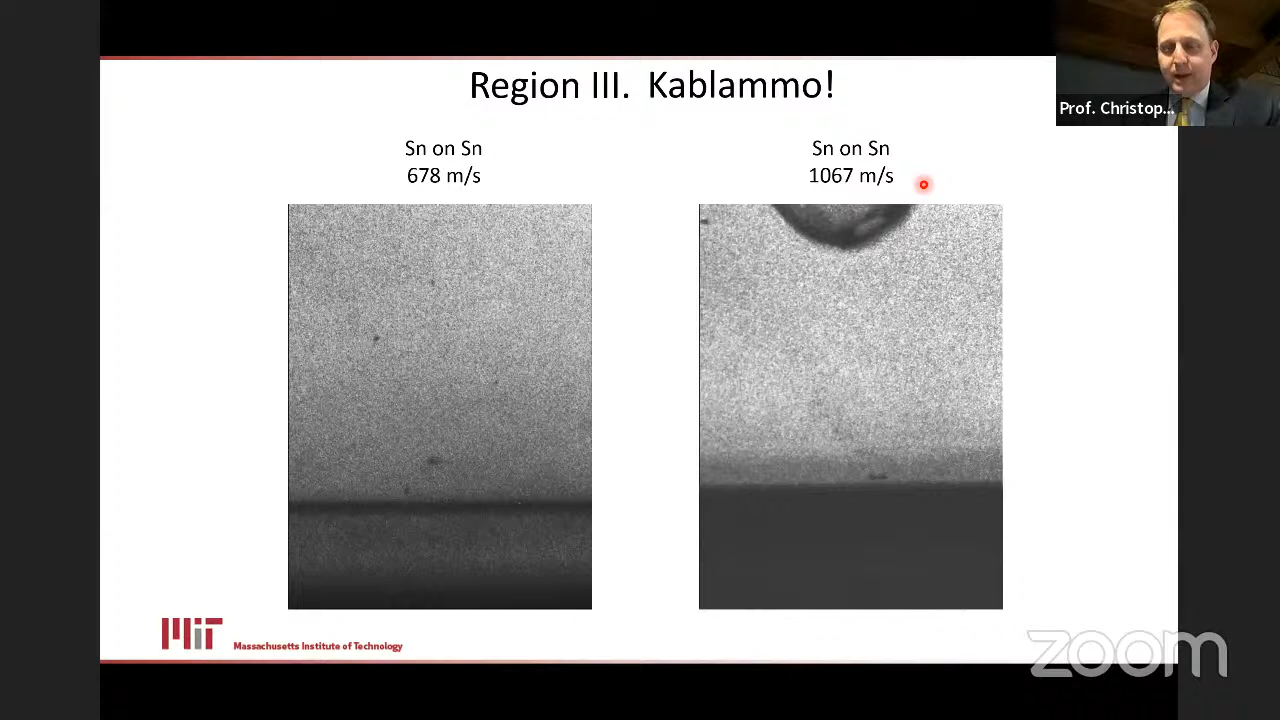 Region III.  Kablammo!
Prof. Christop...
Sn on Sn
678 m/s
Sn on Sn
1067 m/s
MIT
Massachusetts Institute of Technology
zoom